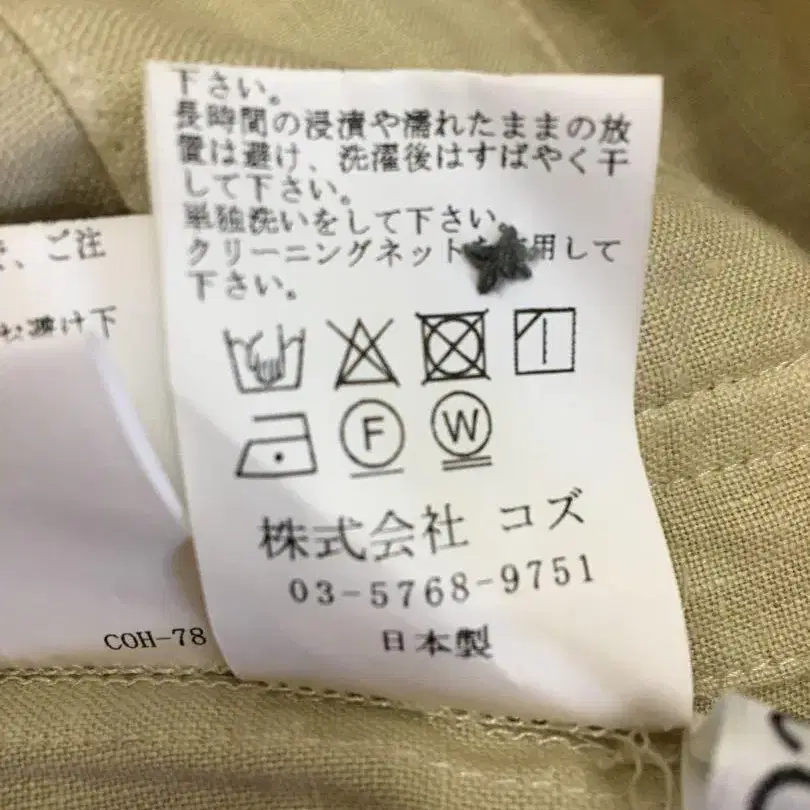 下さい。
長時間の浸漬や濡れたままの放
置は避け、洗濯後はすばやく干
して下さい。
単独洗いをして下さい。
クリーニングネット 用して
下さい。
F W
株式会社 コズ
03-5768-9751
日本製
、ご注
避け下
COH-78